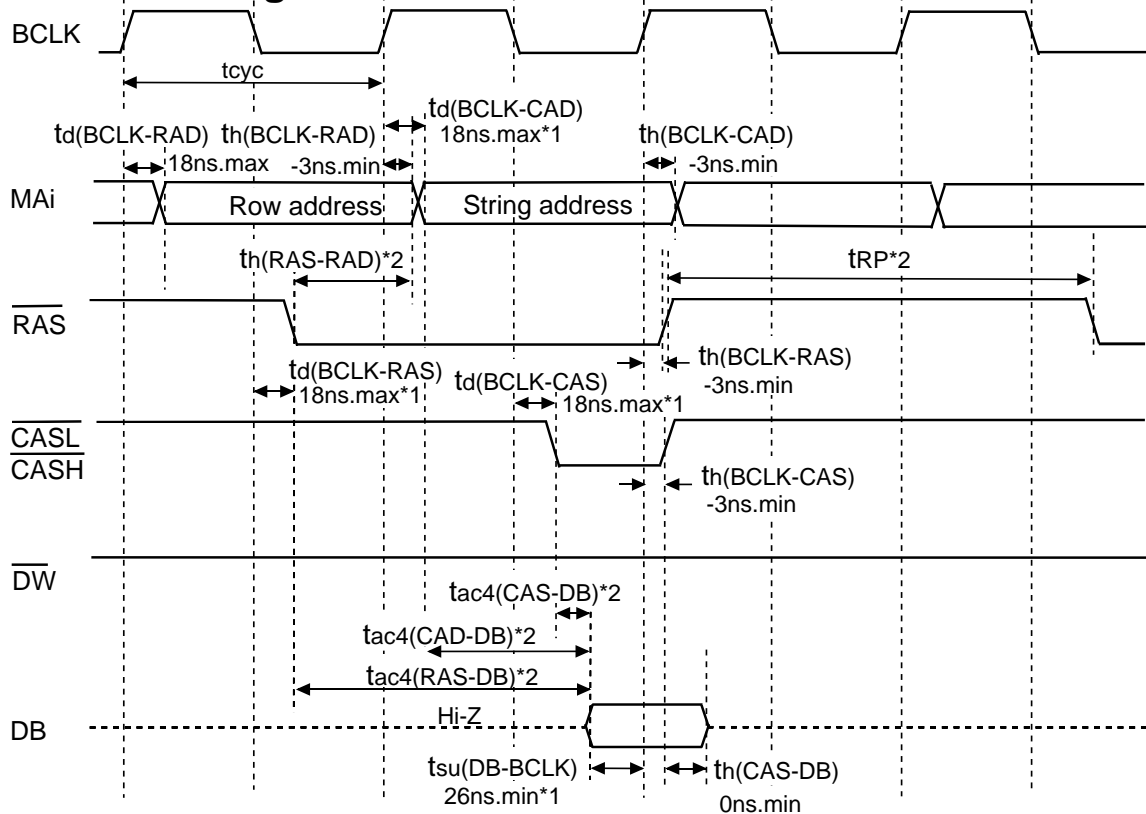 BCLK
tcyc
td(BCLK-CAD)
18ns.max*1
td(BCLK-RAD)
18ns.max
th(BCLK-RAD)
-3ns.min
th(BCLK-CAD)
-3ns.min
MAi
Row address
String address
th(RAS-RAD)*2
tRP*2
RAS
td(BCLK-RAS)
18ns.max*1
td(BCLK-CAS)
18ns.max*1
th(BCLK-RAS)
-3ns.min
CASL
CASH
th(BCLK-CAS)
-3ns.min
DW
tac4(CAS-DB)*2
tac4(CAD-DB)*2
tac4(RAS-DB)*2
Hi-Z
DB
tsu(DB-BCLK)
26ns.min*1
th(CAS-DB)
0ns.min